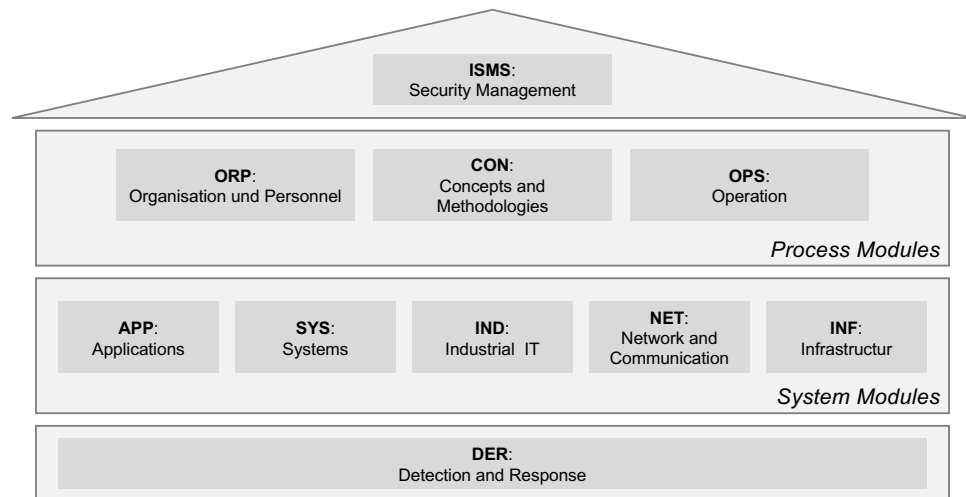 ISMS:
Security Management
ORP:
Organisation und Personnel
CON:
Concepts and
Methodologies
OPS:
Operation
Process Modules
APP:
Applications
SYS:
Systems
IND:
Industrial IT
NET:
Network and
Communication
INF:
Infrastructur
System Modules
DER:
Detection and Response